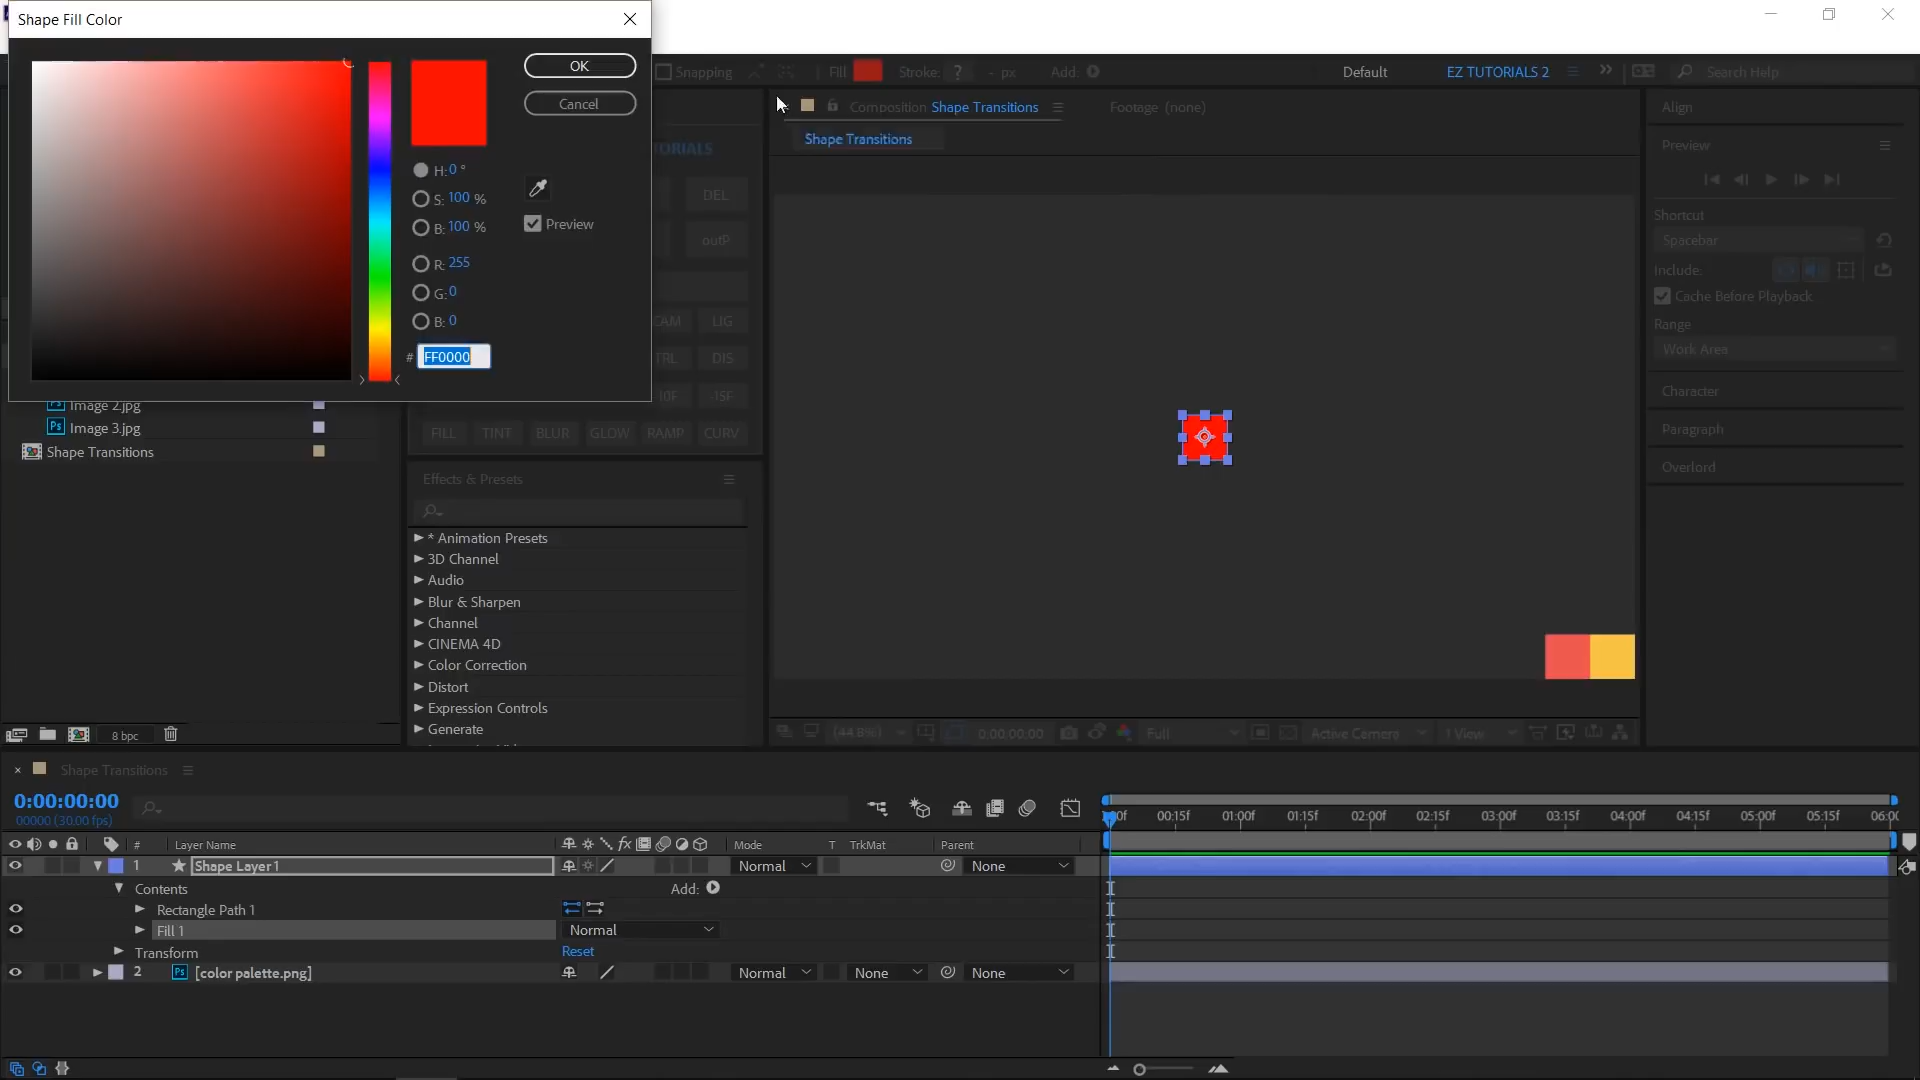 Shape Fill Color
OK
Cancel
H: 0 °
S: 100 %
B: 100 %
Preview
R: 255
G: 0
B: 0
# FF0000
Snapping
Fill
Stroke: ?
- px
Add:
Default
EZ TUTORIALS 2
Search Help
Composition Shape Transitions
Footage (none)
Shape Transitions
Align
Preview
Shortcut
Spacebar
Include:
Cache Before Playback
Range
Work Area
Character
Paragraph
Overlord
DEL
outP
LIG
DIS
FILL TINT BLUR GLOW RAMP CURV
Image 2.jpg
Image 3.jpg
Shape Transitions
Effects & Presets
* Animation Presets
3D Channel
Audio
Blur & Sharpen
Channel
CINEMA 4D
Color Correction
Distort
Expression Controls
Generate
8 bpc
(44.8%)
0:00:00:00
Full
Active Camera
1 View
Shape Transitions
0:00:00:00
00000 (30.00 fps)
00:15f 01:00f 01:15f 02:00f 02:15f 03:00f 03:15f 04:00f 04:15f 05:00f 05:15f
# Layer Name
fx
Mode T TrkMat Parent
1 Shape Layer 1 Normal None
Contents Add:
Rectangle Path 1
Fill 1 Normal
Transform Reset
2 Ps [color palette.png] Normal None None